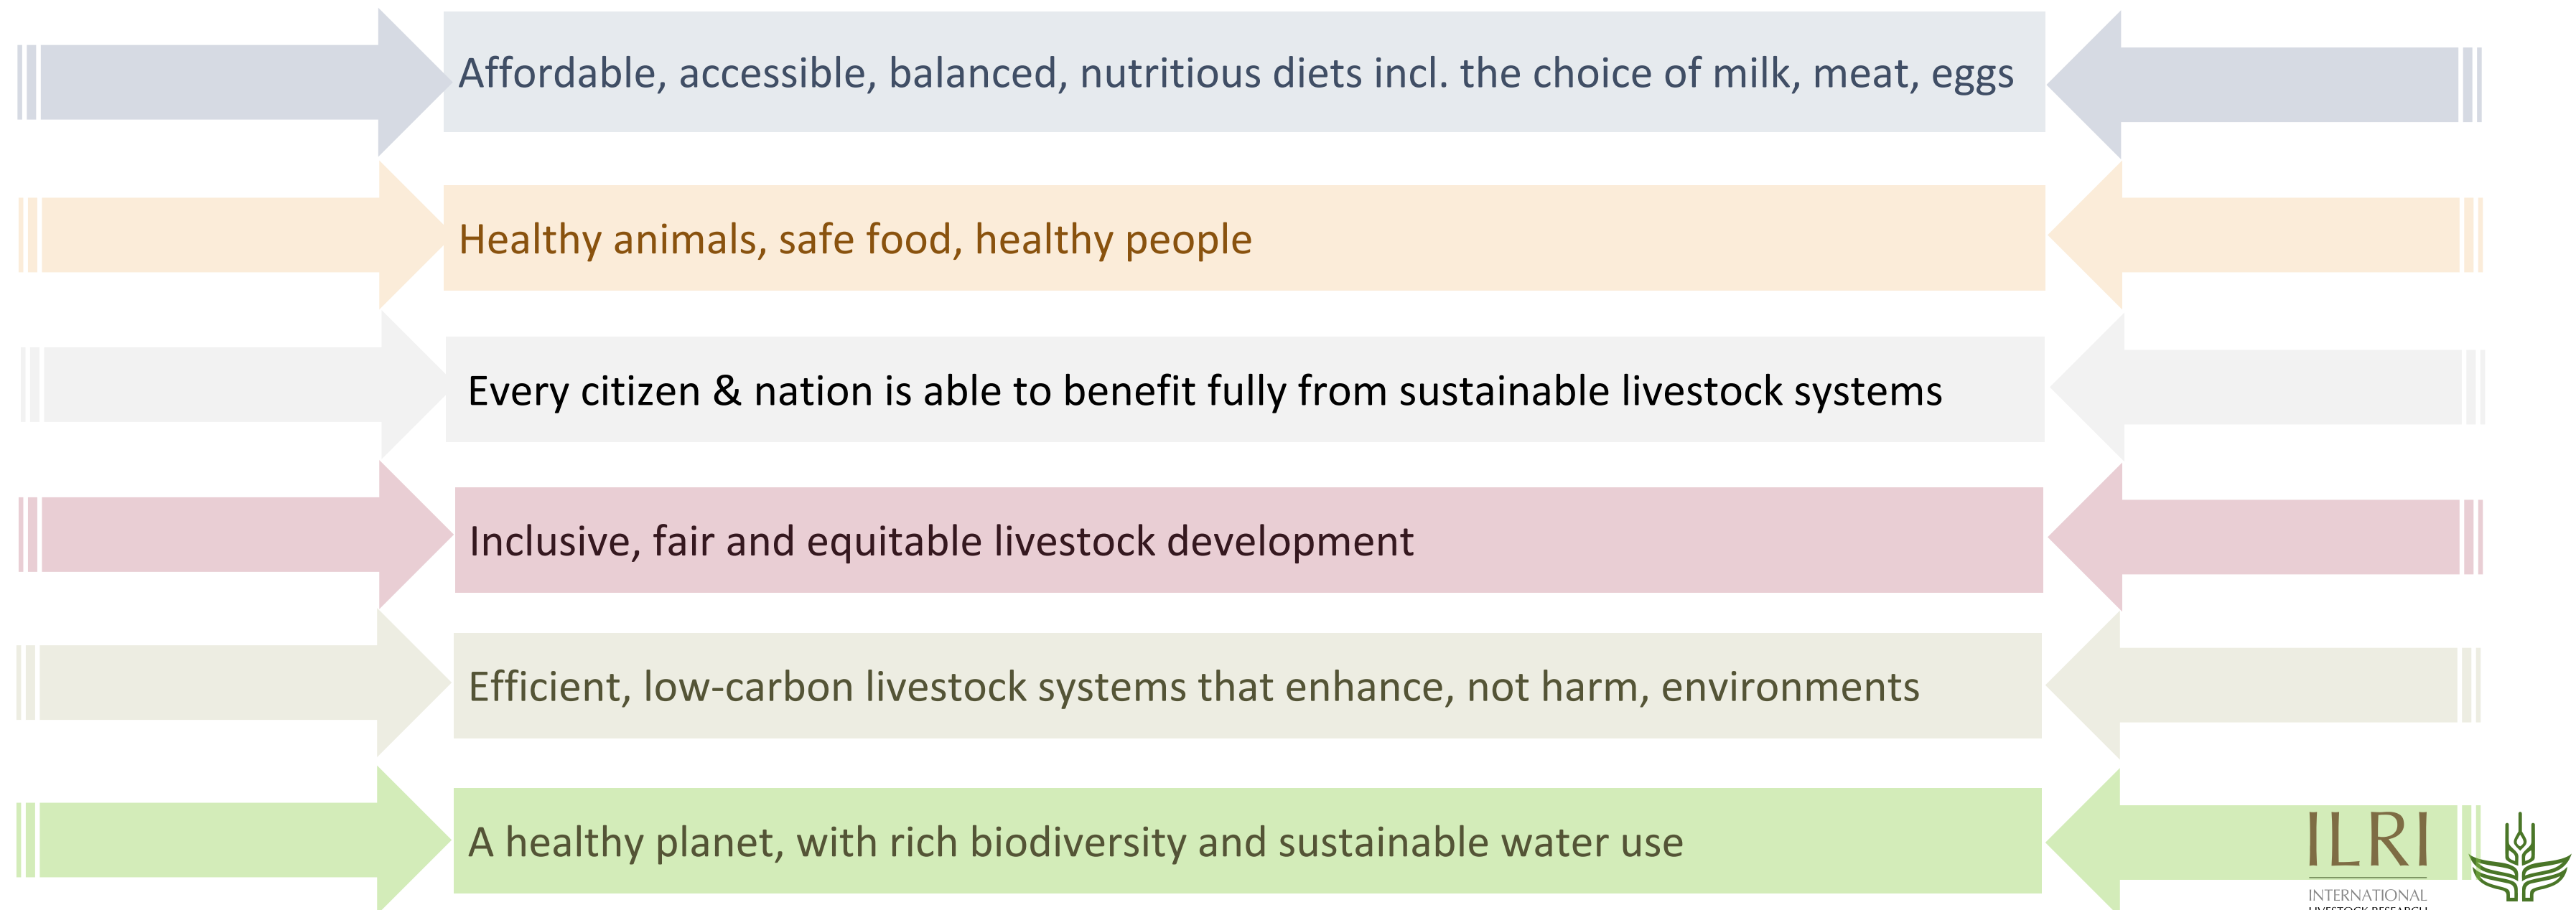 Affordable, accessible, balanced, nutritious diets incl. the choice of milk, meat, eggs
Healthy animals, safe food, healthy people
Every citizen & nation is able to benefit fully from sustainable livestock systems
Inclusive, fair and equitable livestock development
Efficient, low-carbon livestock systems that enhance, not harm, environments
A healthy planet, with rich biodiversity and sustainable water use
ILRI
INTERNATIONAL
LIVESTOCK RESEARCH